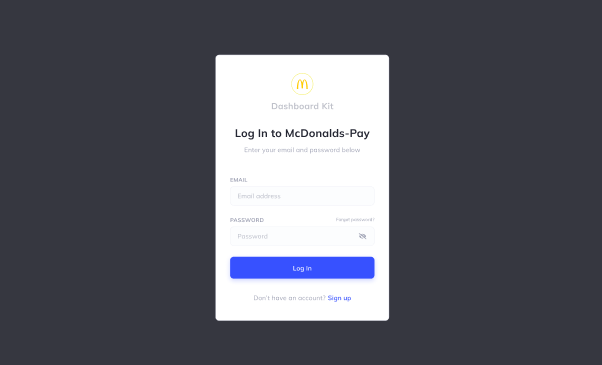 Dashboard Kit
Log In to McDonalds-Pay
Enter your email and password below
EMAIL
Email address
PASSWORD Forgot password?
Password
Log In
Don't have an account? Sign up